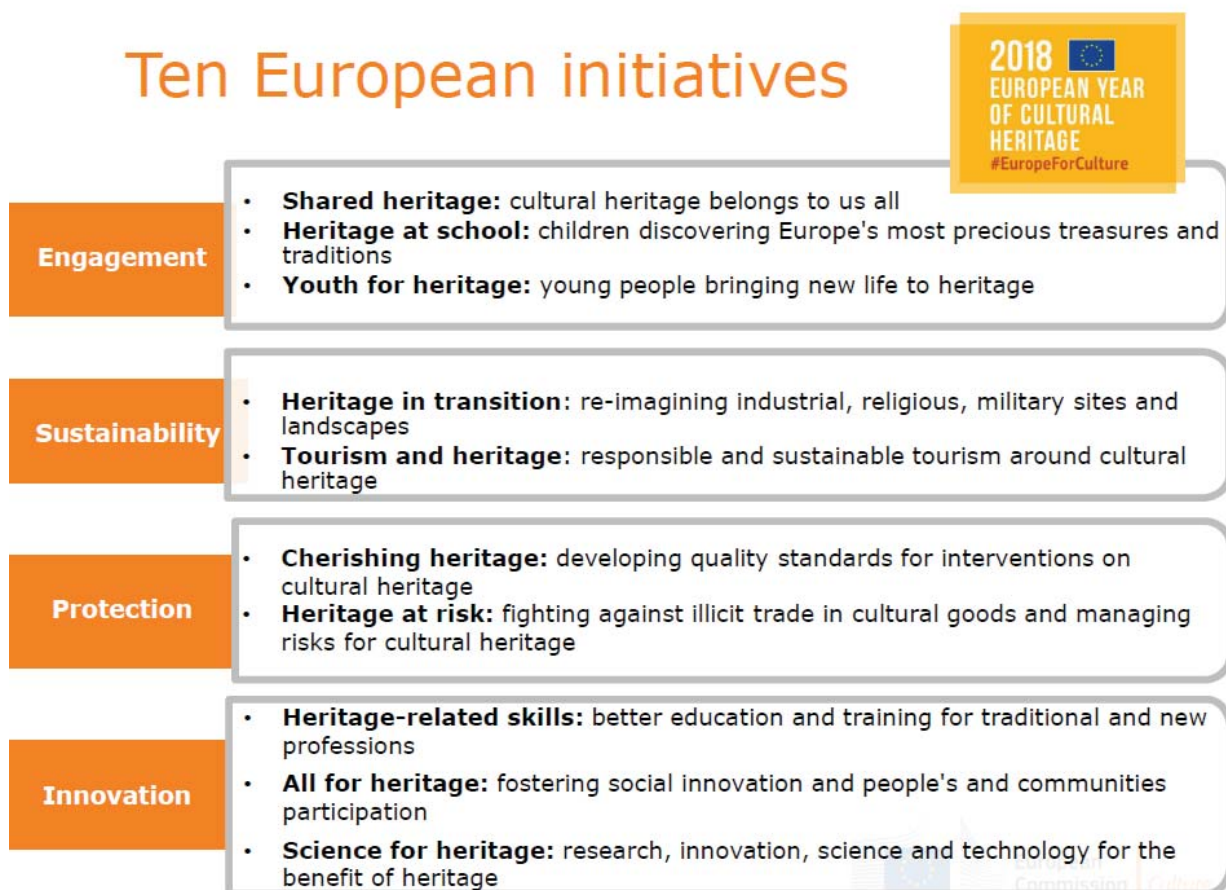 Ten European initiatives
2018
EUROPEAN YEAR
OF CULTURAL
HERITAGE
#EuropeForCulture
Engagement
• Shared heritage: cultural heritage belongs to us all
• Heritage at school: children discovering Europe's most precious treasures and
traditions
• Youth for heritage: young people bringing new life to heritage
Sustainability
• Heritage in transition: re-imagining industrial, religious, military sites and
landscapes
• Tourism and heritage: responsible and sustainable tourism around cultural
heritage
Protection
• Cherishing heritage: developing quality standards for interventions on
cultural heritage
• Heritage at risk: fighting against illicit trade in cultural goods and managing
risks for cultural heritage
Innovation
• Heritage-related skills: better education and training for traditional and new
professions
• All for heritage: fostering social innovation and people's and communities
participation
• Science for heritage: research, innovation, science and technology for the
benefit of heritage
European
Commission
Culture